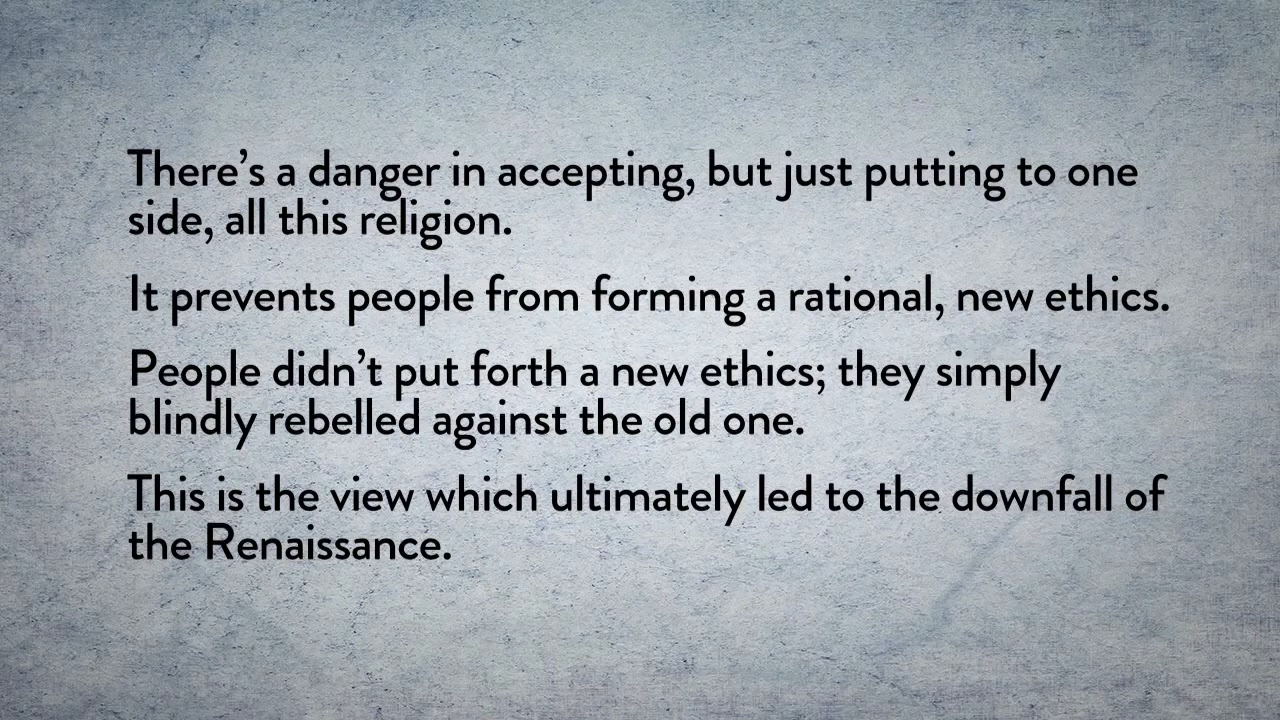 There’s a danger in accepting, but just putting to one
side, all this religion.
It prevents people from forming a rational, new ethics.
People didn’t put forth a new ethics; they simply
blindly rebelled against the old one.
This is the view which ultimately led to the downfall of
the Renaissance.